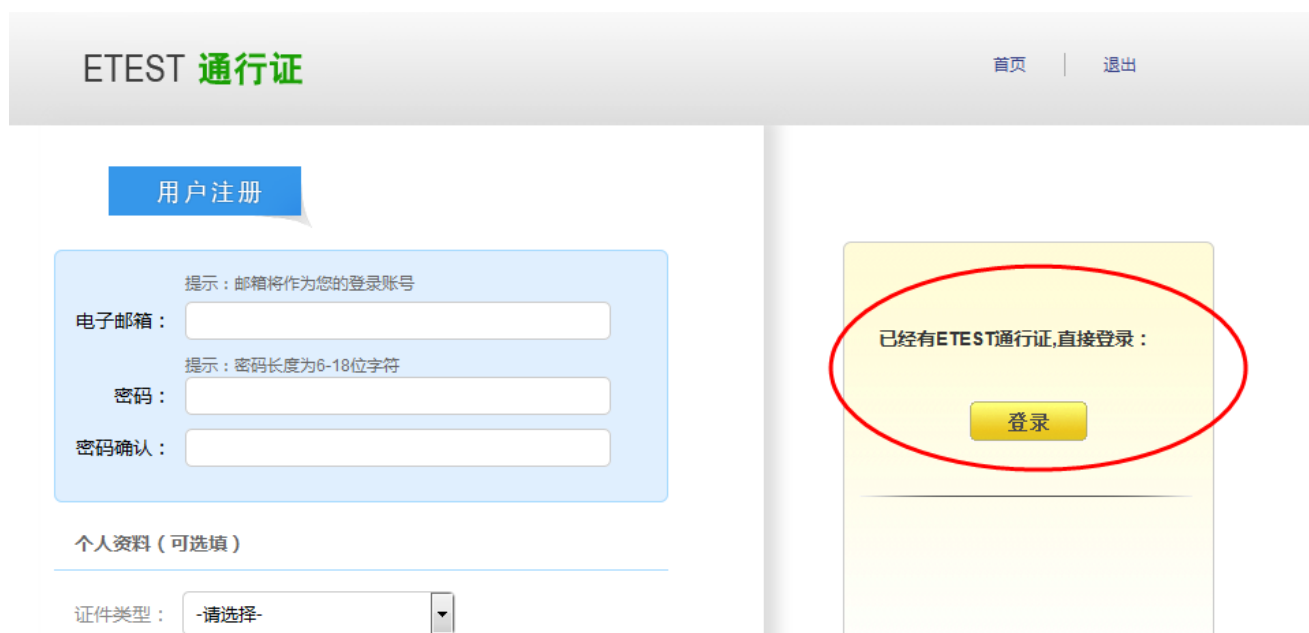 ETEST 通行证
首页
退出
用户注册
提示：邮箱将作为您的登录账号
电子邮箱：
提示：密码长度为6-18位字符
密码：
密码确认：
个人资料（可选填）
证件类型：
-请选择-
已经有ETEST通行证,直接登录：
登录